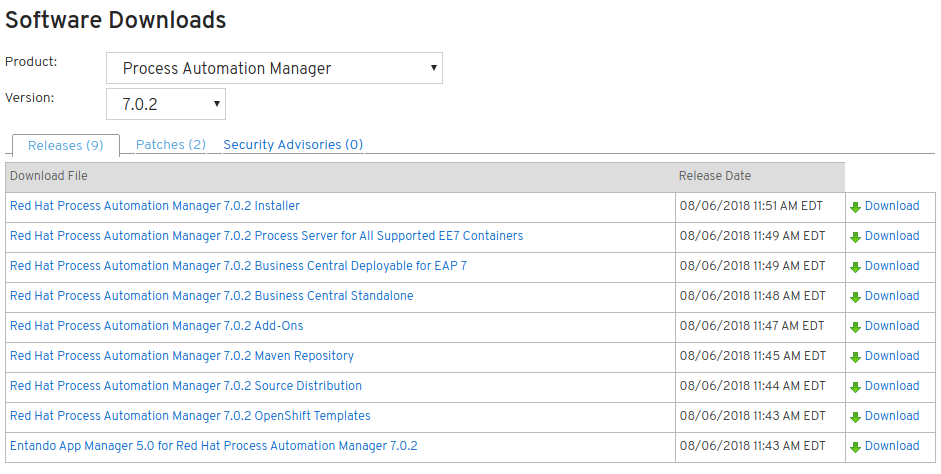 Software Downloads
Product: Process Automation Manager
Version: 7.0.2
Releases (9) Patches (2) Security Advisories (0)
Download File Release Date
Red Hat Process Automation Manager 7.0.2 Installer 08/06/2018 11:51 AM EDT Download
Red Hat Process Automation Manager 7.0.2 Process Server for All Supported EE7 Containers 08/06/2018 11:49 AM EDT Download
Red Hat Process Automation Manager 7.0.2 Business Central Deployable for EAP 7 08/06/2018 11:49 AM EDT Download
Red Hat Process Automation Manager 7.0.2 Business Central Standalone 08/06/2018 11:48 AM EDT Download
Red Hat Process Automation Manager 7.0.2 Add-Ons 08/06/2018 11:47 AM EDT Download
Red Hat Process Automation Manager 7.0.2 Maven Repository 08/06/2018 11:45 AM EDT Download
Red Hat Process Automation Manager 7.0.2 Source Distribution 08/06/2018 11:44 AM EDT Download
Red Hat Process Automation Manager 7.0.2 OpenShift Templates 08/06/2018 11:43 AM EDT Download
Entando App Manager 5.0 for Red Hat Process Automation Manager 7.0.2 08/06/2018 11:43 AM EDT Download